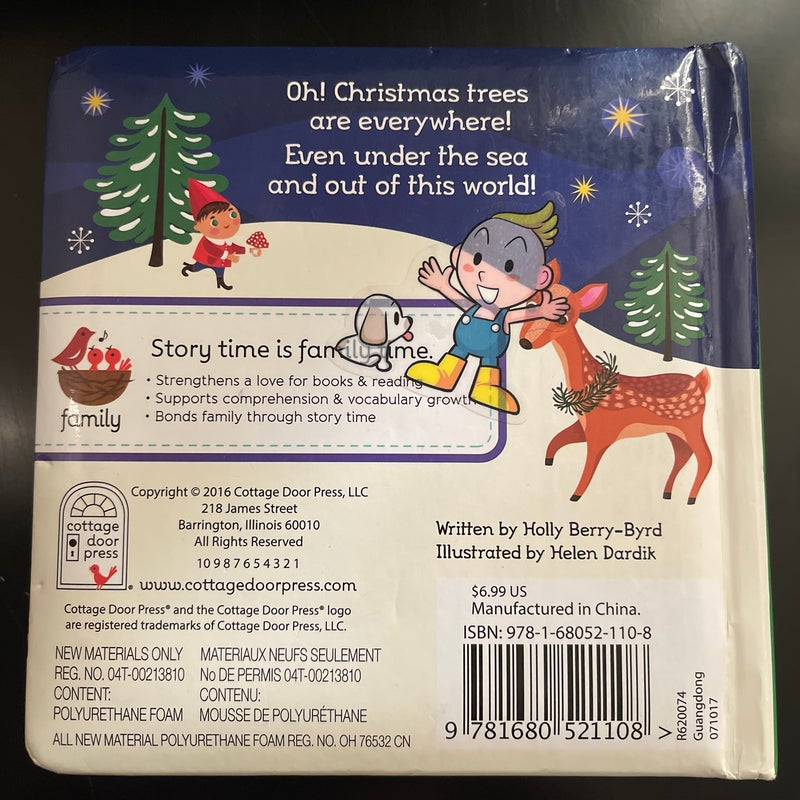 Oh! Christmas trees
are everywhere!
Even under the sea
and out of this world!
Story time is family time.
• Strengthens a love for books & reading
• Supports comprehension & vocabulary growth
• Bonds family through story time
family
cottage
door
press
Copyright © 2016 Cottage Door Press, LLC
218 James Street
Barrington, Illinois 60010
All Rights Reserved
10 9 8 7 6 5 4 3 2 1
www.cottagedoorpress.com
Cottage Door Press® and the Cottage Door Press® logo
are registered trademarks of Cottage Door Press, LLC.
Written by Holly Berry-Byrd
Illustrated by Helen Dardik
NEW MATERIALS ONLY
REG. NO. 04T-00213810
CONTENT:
POLYURETHANE FOAM
MATERIAUX NEUFS SEULEMENT
No DE PERMIS 04T-00213810
CONTENU:
MOUSSE DE POLYURÉTHANE
ALL NEW MATERIAL POLYURETHANE FOAM REG. NO. OH 76532 CN
$6.99 US
Manufactured in China.
ISBN: 978-1-68052-110-8
9 781680 521108 >
R620074
Guangdong
071017